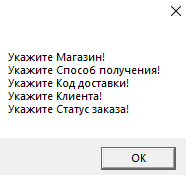 Укажите Магазин!
Укажите Способ получения!
Укажите Код доставки!
Укажите Клиента!
Укажите Статус заказа!
OK